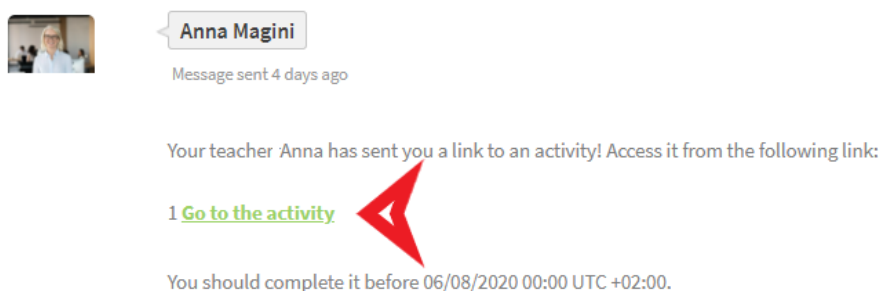 Anna Magini
Message sent 4 days ago
Your teacher Anna has sent you a link to an activity! Access it from the following link:
1 Go to the activity
You should complete it before 06/08/2020 00:00 UTC +02:00.